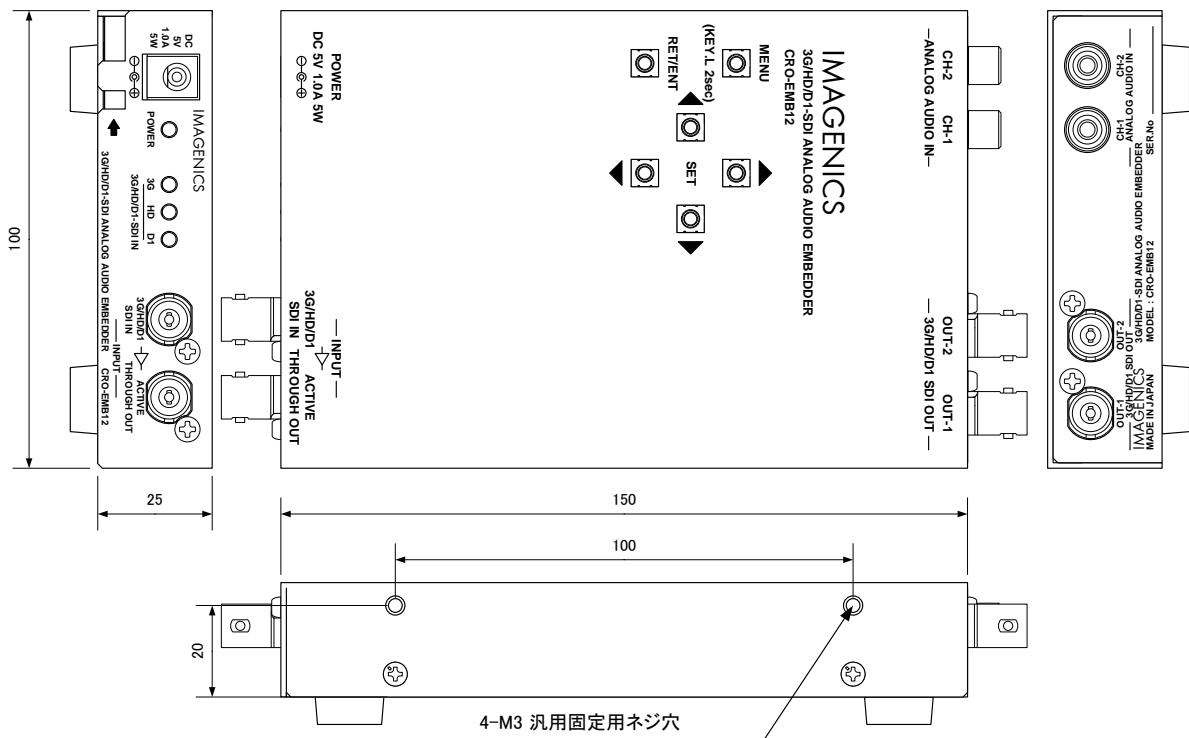 DC
5V
1.0A
5W
IMAGENICS
POWER
3G
HD
D1
3G/HD/D1-SDI IN
3G/HD/D1-SDI ANALOG AUDIO EMBEDDER CRO-EMB12
3G/HD/D1
SDI IN
ACTIVE
THROUGH OUT
INPUT
100
25
POWER
DC 5V 1.0A 5W
MENU
RET/ENT
(KEY.L 2sec)
SET
IMAGENICS
3G/HD/D1-SDI ANALOG AUDIO EMBEDDER
CRO-EMB12
CH-2
CH-1
ANALOG AUDIO IN
INPUT
3G/HD/D1
SDI IN
ACTIVE
THROUGH OUT
OUT-2
OUT-1
3G/HD/D1 SDI OUT
CH-2
CH-1
ANALOG AUDIO IN
OUT-2
OUT-1
3G/HD/D1 SDI OUT
3G/HD/D1-SDI ANALOG AUDIO EMBEDDER
MODEL : CRO-EMB12
SER.No
IMAGENICS
MADE IN JAPAN
150
100
20
4-M3 汎用固定用ネジ穴